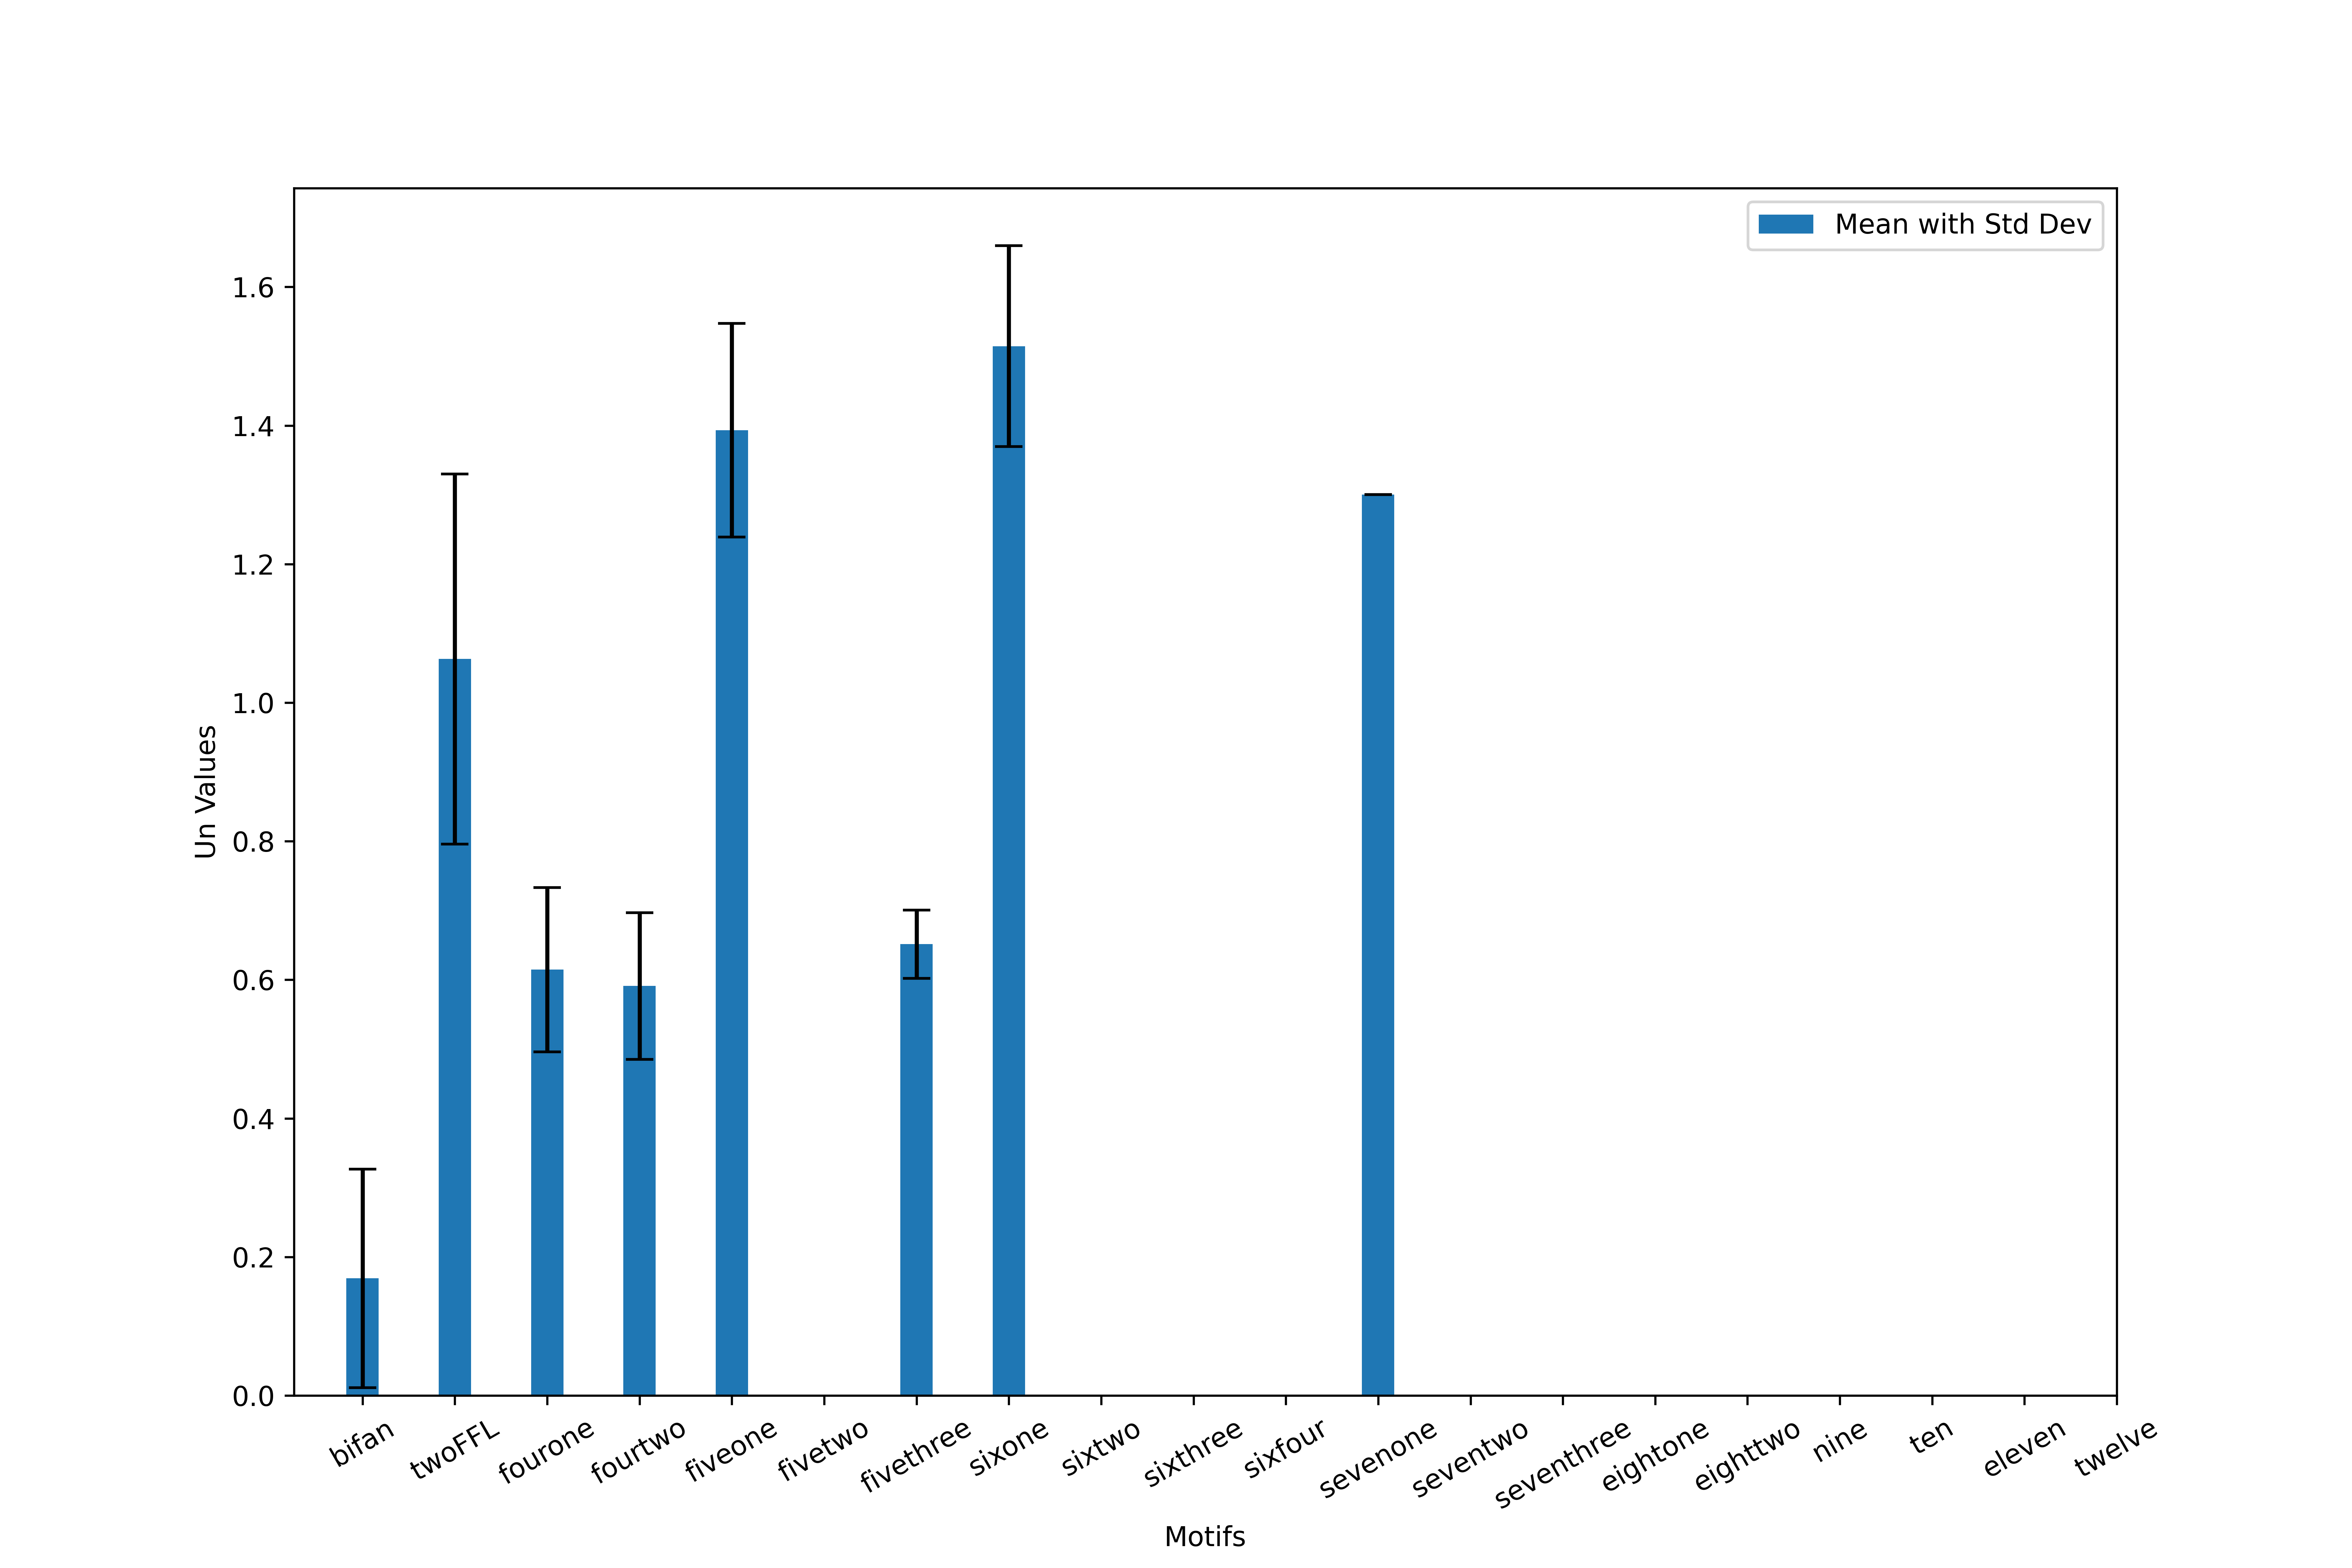 Mean with Std Dev
Un Values
1.6
1.4
1.2
1.0
0.8
0.6
0.4
0.2
0.0
bifan
twoFFL
fourone
fourtwo
fiveone
fivetwo
fivethree
sixone
sixtwo
sixthree
sixfour
sevenone
seventwo
seventhree
eightone
eighttwo
nine
ten
eleven
twelve
Motifs